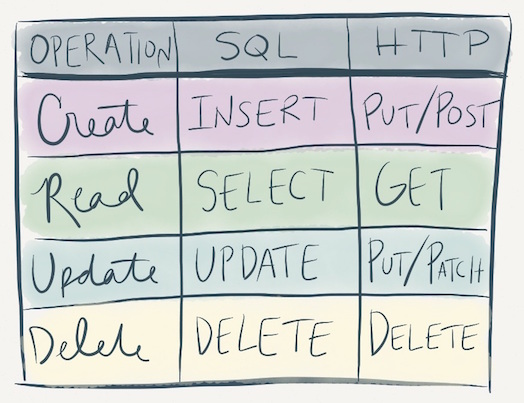 OPERATION SQL HTTP
Create INSERT PUT/POST
Read SELECT GET
Update UPDATE PUT/PATCH
Delete DELETE DELETE